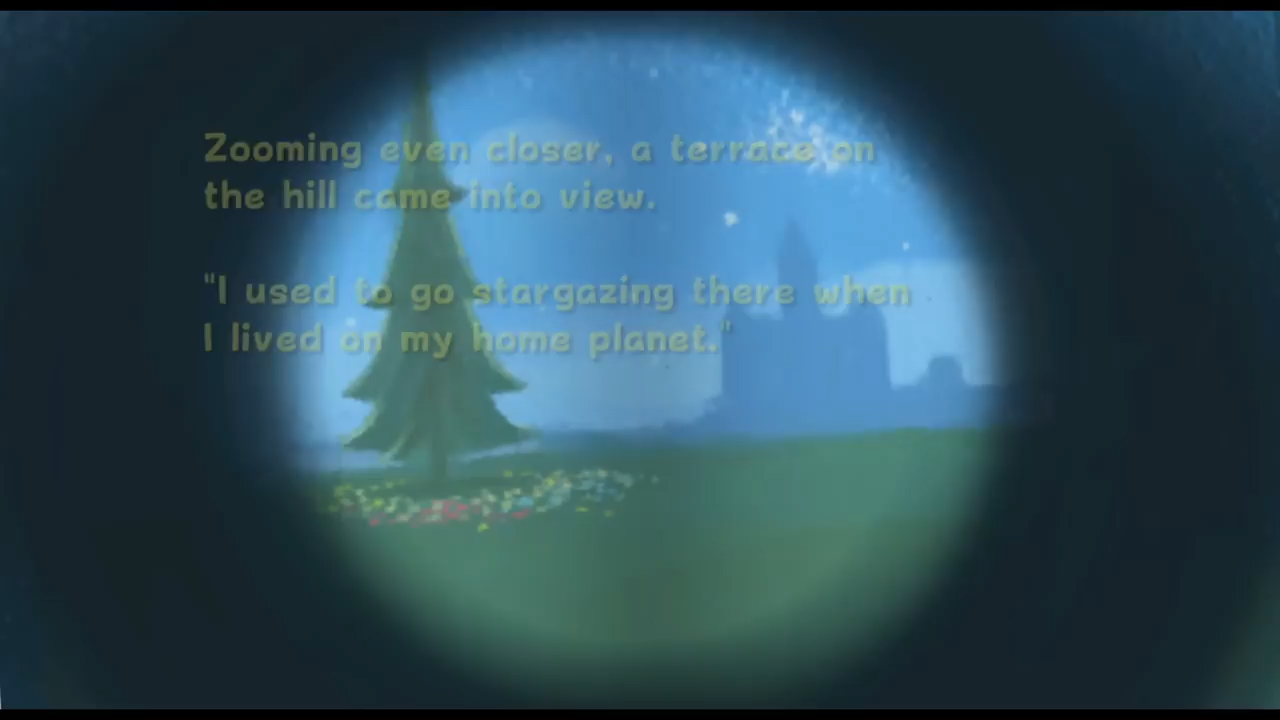 Zooming even closer, a terrace on
the hill came into view.
"I used to go stargazing there when
I lived on my home planet."